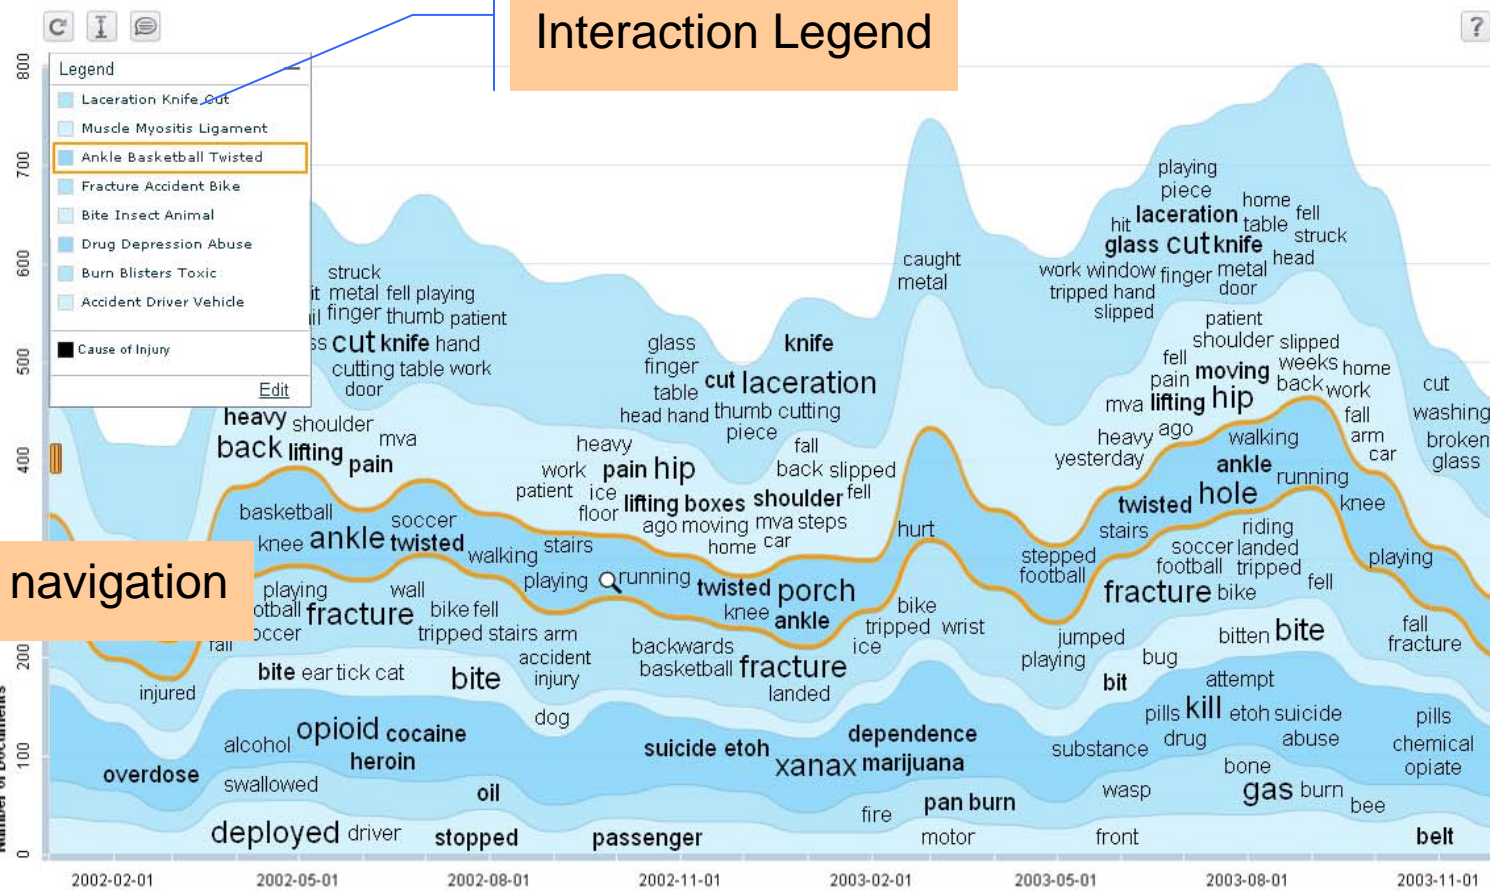 Interaction Legend
?
Legend
Laceration Knife Cut
Muscle Myositis Ligament
Ankle Basketball Twisted
Fracture Accident Bike
Bite Insect Animal
Drug Depression Abuse
Burn Blisters Toxic
Accident Driver Vehicle
Cause of Injury
Edit
navigation
800
700
600
500
400
200
100
0
struck
metal fell playing
finger thumb patient
cut knife hand
cutting table work
door
heavy shoulder
back lifting mva
pain
basketball
knee ankle twisted
soccer
walking
stairs
playing running
playing wall
fracture bike fell
tripped stairs arm
accident
injury
injured
bite ear tick cat
bite
dog
alcohol opioid cocaine
heroin
overdose
swallowed
oil
deployed driver
stopped
passenger
glass
finger
table
head hand
knife
cut laceration
thumb cutting
piece
heavy
work pain hip
patient ice
floor lifting boxes shoulder fell
fall
back slipped
ago moving mva steps
home car
twisted porch
knee ankle
backwards
basketball fracture
landed
ice
suicide etoh
xanax marijuana
dependence
fire
pan burn
motor
caught
metal
hurt
bike
tripped wrist
playing
piece
hit laceration
home
table fell
struck
glass cut knife
head
work window finger metal
door
tripped hand
slipped
patient
shoulder slipped
fell
pain moving weeks home
back work
mva lifting hip
heavy ago
yesterday
fall
arm
car
cut
washing
broken
glass
walking
ankle
running
twisted hole
knee
stairs
stepped
football
riding
soccer landed
football tripped
fell
fracture bike
playing
fall
fracture
jumped
playing
bitten bite
bug
bit
attempt
pills kill etoh suicide
drug abuse
substance
pills
chemical
opiate
bone
wasp
gas burn
bee
front
belt
2002-02-01
2002-05-01
2002-08-01
2002-11-01
2003-02-01
2003-05-01
2003-08-01
2003-11-01